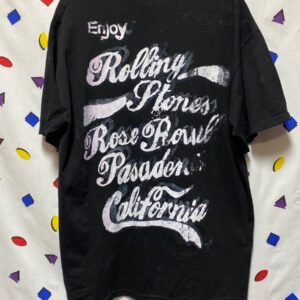 Enjoy
Rolling
Stones
Rose Bowl
Pasadena
California